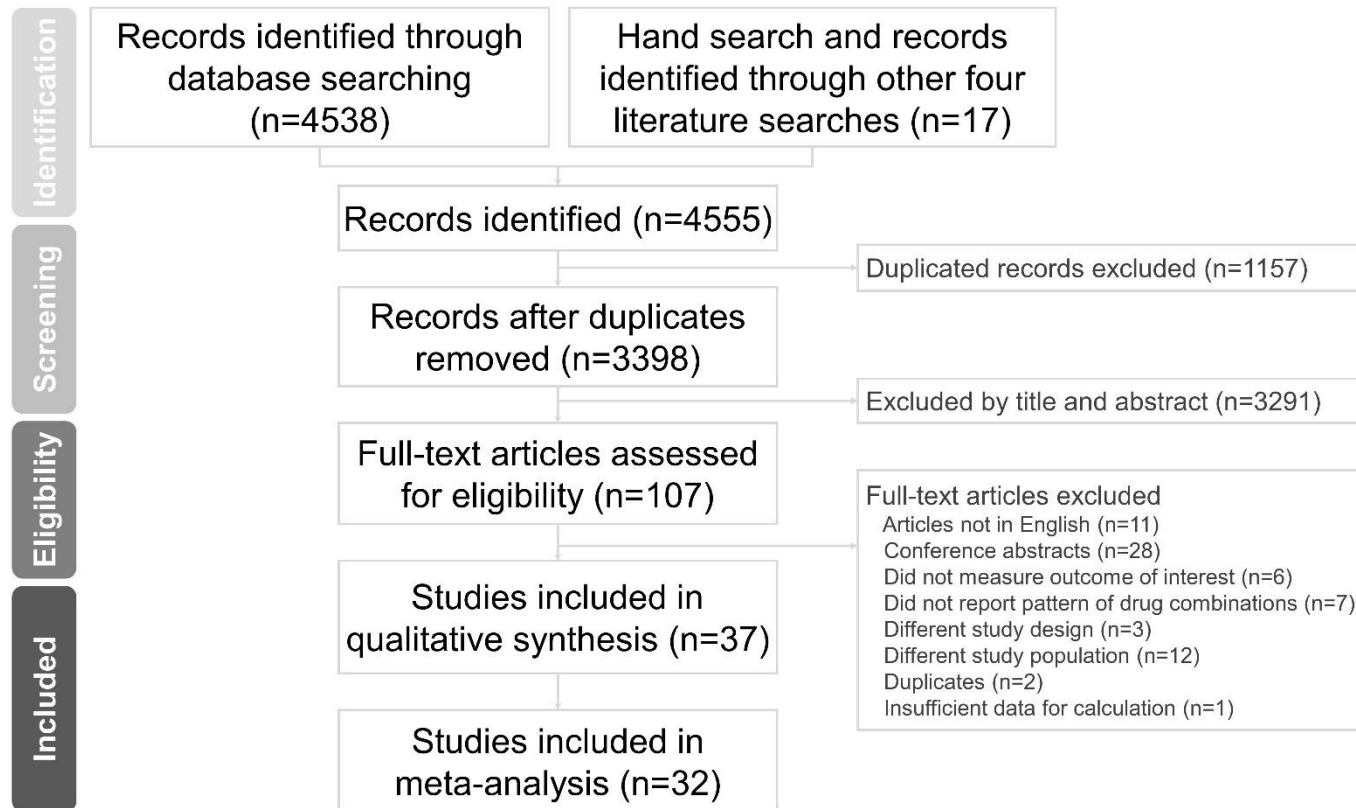 Identification
Records identified through
database searching
(n=4538)
Hand search and records
identified through other four
literature searches (n=17)
Records identified (n=4555)
Screening
Duplicated records excluded (n=1157)
Records after duplicates
removed (n=3398)
Excluded by title and abstract (n=3291)
Eligibility
Full-text articles assessed
for eligibility (n=107)
Full-text articles excluded
Articles not in English (n=11)
Conference abstracts (n=28)
Did not measure outcome of interest (n=6)
Did not report pattern of drug combinations (n=7)
Different study design (n=3)
Different study population (n=12)
Duplicates (n=2)
Insufficient data for calculation (n=1)
Included
Studies included in
qualitative synthesis (n=37)
Studies included in
meta-analysis (n=32)